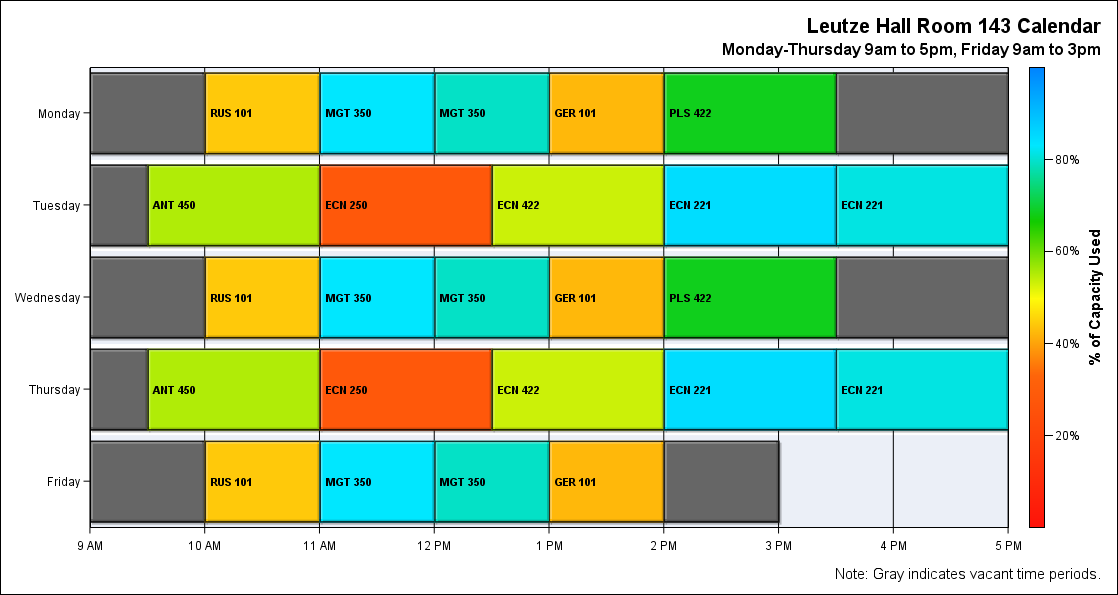 Leutze Hall Room 143 Calendar
Monday-Thursday 9am to 5pm, Friday 9am to 3pm
Monday RUS 101 MGT 350 MGT 350 GER 101 PLS 422
Tuesday ANT 450 ECN 250 ECN 422 ECN 221 ECN 221
Wednesday RUS 101 MGT 350 MGT 350 GER 101 PLS 422
Thursday ANT 450 ECN 250 ECN 422 ECN 221 ECN 221
Friday RUS 101 MGT 350 MGT 350 GER 101
9 AM 10 AM 11 AM 12 PM 1 PM 2 PM 3 PM 4 PM 5 PM
80%
60%
40%
20%
% of Capacity Used
Note: Gray indicates vacant time periods.